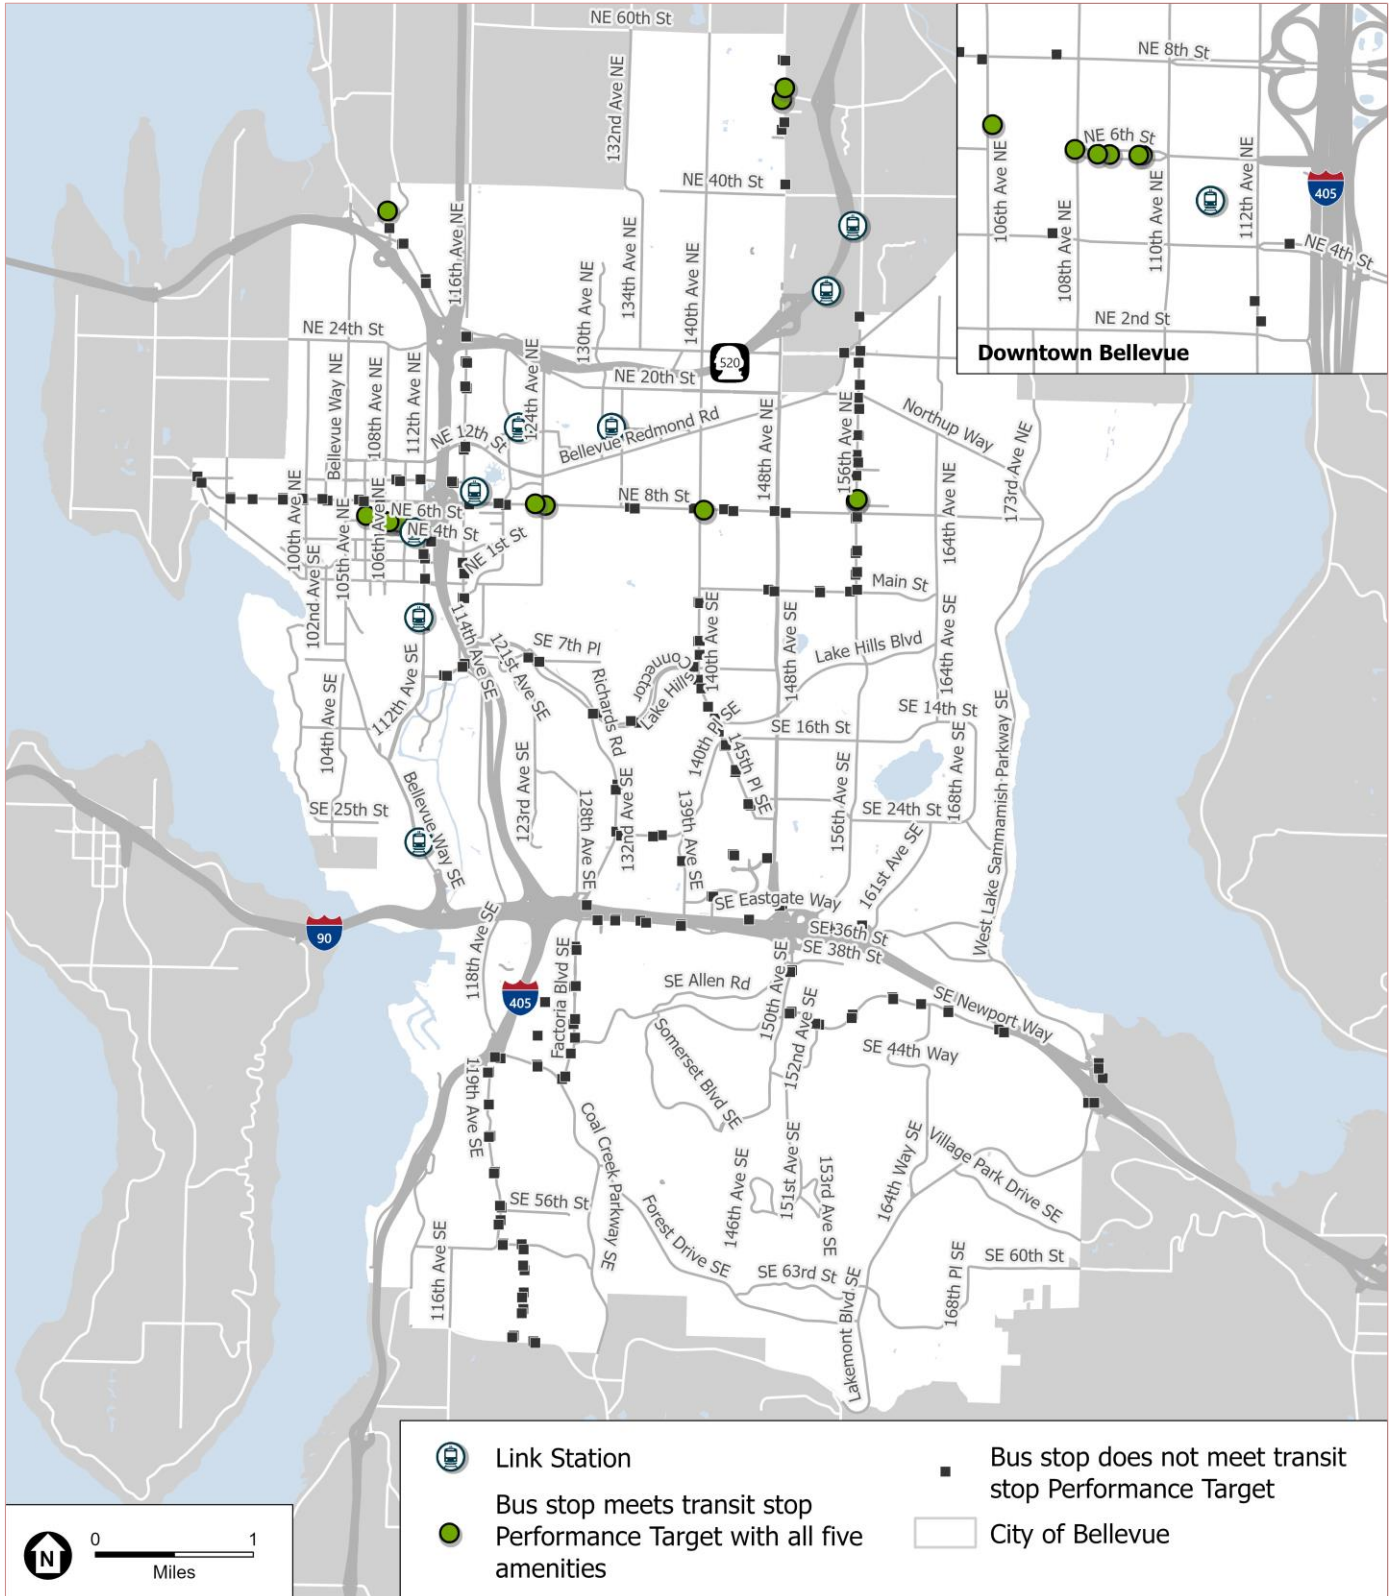 NE 60th St
132nd Ave NE
NE 40th St
116th Ave NE
134th Ave NE
140th Ave NE
130th Ave NE
NE 24th St
520
NE 20th St
124th Ave NE
Bellevue Way NE
108th Ave NE
112th Ave NE
NE 12th St
Bellevue Redmond Rd
148th Ave NE
156th Ave NE
Northup Way
173rd Ave NE
164th Ave NE
NE 8th St
100th Ave NE
105th Ave NE
106th Ave NE
NE 6th St
NE 4th St
NE 1st St
Main St
102nd Ave SE
114th Ave SE
121st Ave SE
SE 7th Pl
Lake Hills Connector
140th Ave SE
148th Ave SE
Lake Hills Blvd
164th Ave SE
112th Ave SE
104th Ave SE
Richards Rd
140th Pl SE
145th Pl SE
SE 16th St
SE 14th St
168th Ave SE
West Lake Sammamish Parkway SE
SE 25th St
Bellevue Way SE
123rd Ave SE
128th Ave SE
132nd Ave SE
139th Ave SE
156th Ave SE
SE 24th St
161st Ave SE
SE Eastgate Way
SE 36th St
SE 38th St
90
118th Ave SE
405
Factoria Blvd SE
SE Allen Rd
150th Ave SE
152nd Ave SE
SE Newport Way
SE 44th Way
Somerset Blvd SE
119th Ave SE
Coal Creek Parkway SE
SE 56th St
Forest Drive SE
146th Ave SE
151st Ave SE
153rd Ave SE
164th Way SE
Village Park Drive SE
116th Ave SE
SE 63rd St
Lakemont Blvd SE
168th Pl SE
SE 60th St
NE 8th St
NE 6th St
106th Ave NE
108th Ave NE
110th Ave NE
112th Ave NE
405
NE 4th St
NE 2nd St
Downtown Bellevue
Link Station
Bus stop meets transit stop
Performance Target with all five
amenities
Bus stop does not meet transit
stop Performance Target
City of Bellevue
N
0 1
Miles